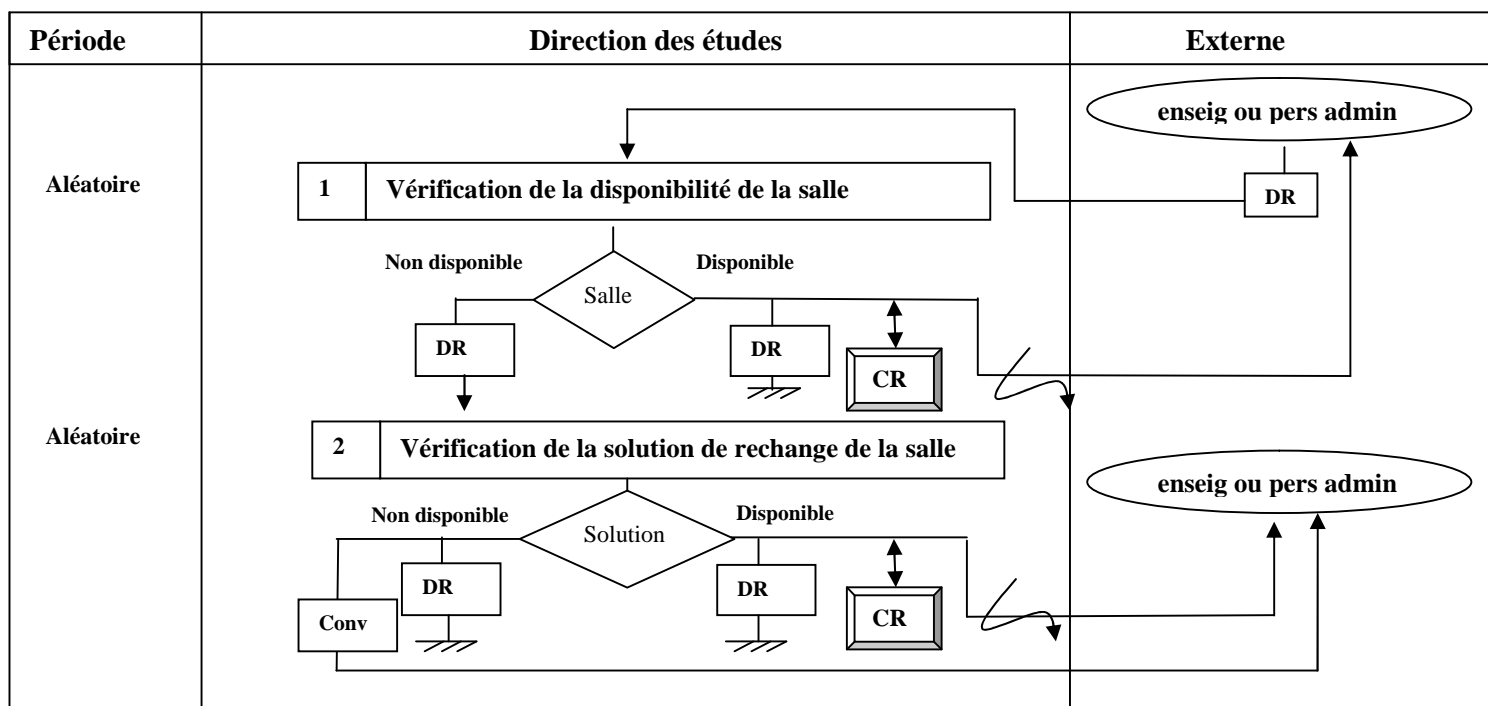 Période Direction des études Externe
enseig ou pers admin
Aléatoire
1 Vérification de la disponibilité de la salle
DR
Non disponible Disponible
Salle
DR DR
CR
Aléatoire
2 Vérification de la solution de rechange de la salle
enseig ou pers admin
Non disponible Disponible
Solution
DR DR
CR
Conv